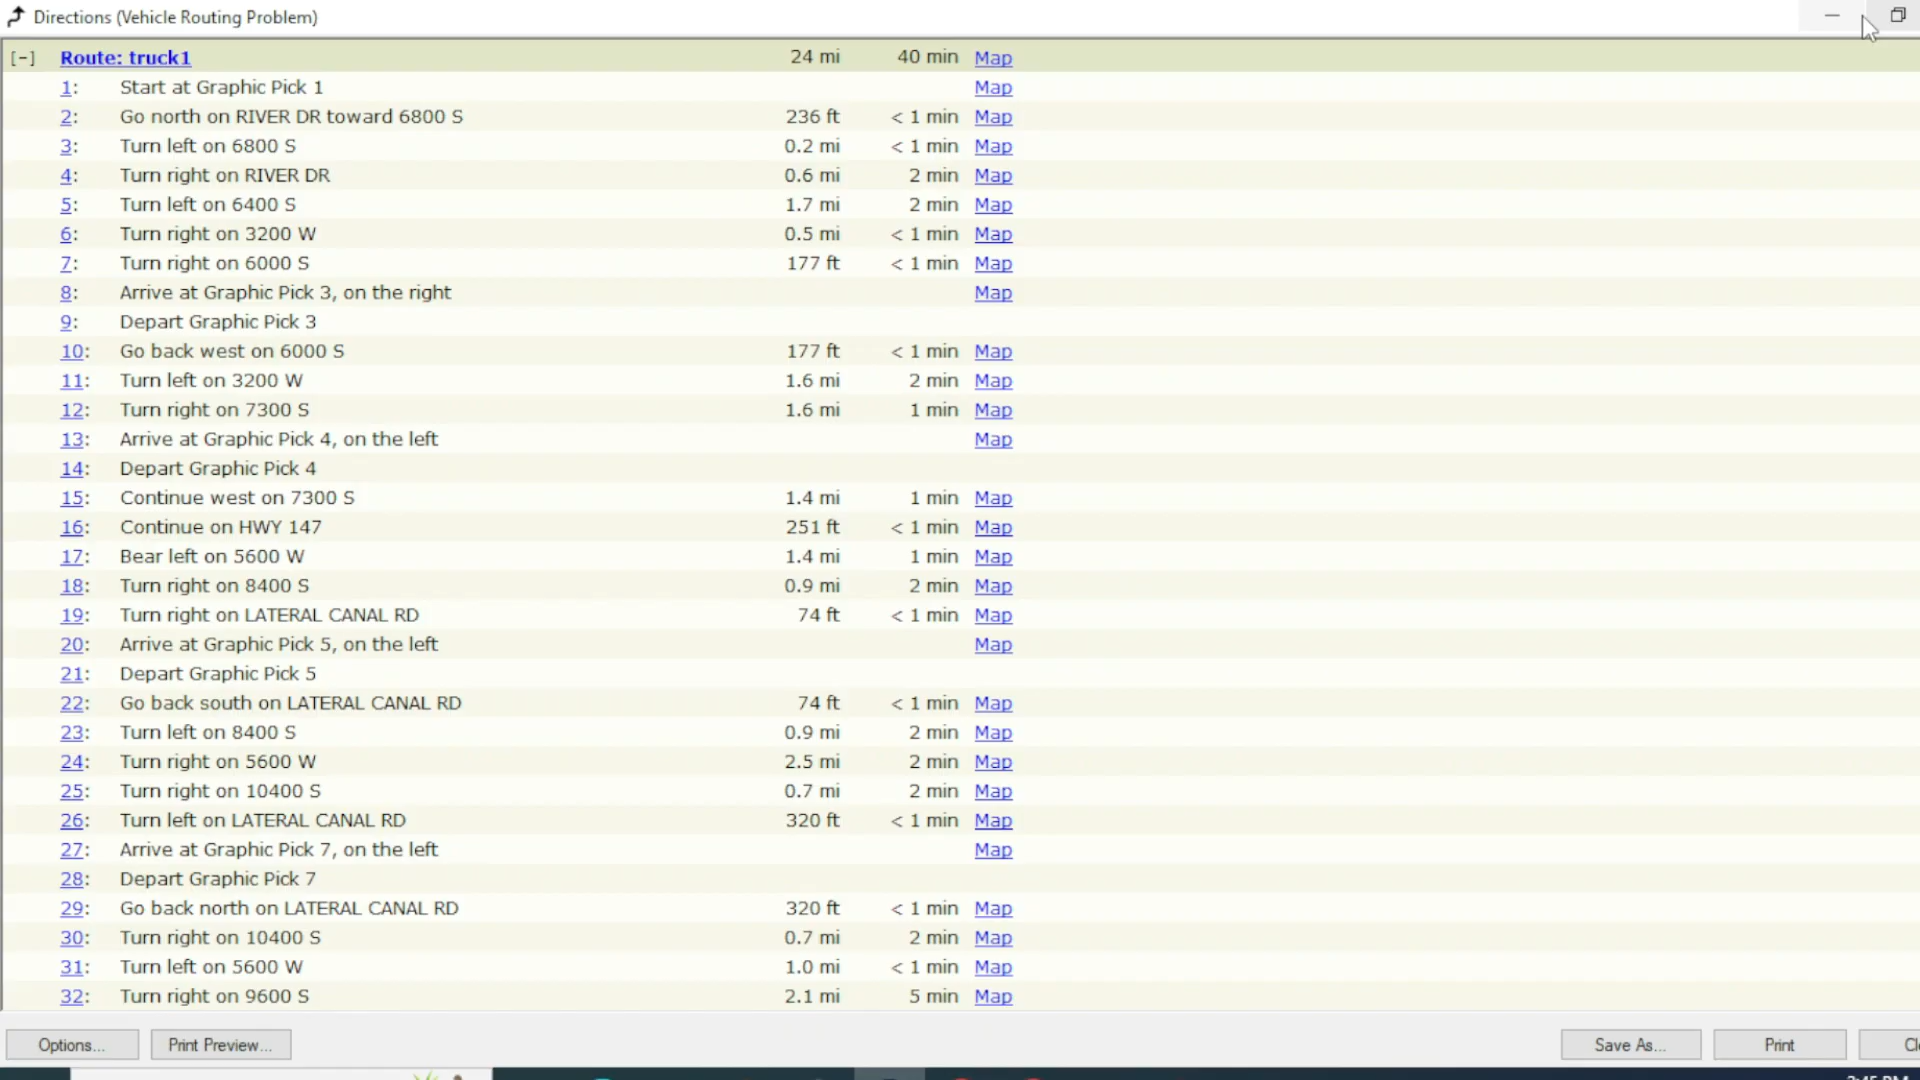 Directions (Vehicle Routing Problem)
[-] Route: truck1 24 mi 40 min Map
1: Start at Graphic Pick 1 Map
2: Go north on RIVER DR toward 6800 S 236 ft < 1 min Map
3: Turn left on 6800 S 0.2 mi < 1 min Map
4: Turn right on RIVER DR 0.6 mi 2 min Map
5: Turn left on 6400 S 1.7 mi 2 min Map
6: Turn right on 3200 W 0.5 mi < 1 min Map
7: Turn right on 6000 S 177 ft < 1 min Map
8: Arrive at Graphic Pick 3, on the right Map
9: Depart Graphic Pick 3
10: Go back west on 6000 S 177 ft < 1 min Map
11: Turn left on 3200 W 1.6 mi 2 min Map
12: Turn right on 7300 S 1.6 mi 1 min Map
13: Arrive at Graphic Pick 4, on the left Map
14: Depart Graphic Pick 4
15: Continue west on 7300 S 1.4 mi 1 min Map
16: Continue on HWY 147 251 ft < 1 min Map
17: Bear left on 5600 W 1.4 mi 1 min Map
18: Turn right on 8400 S 0.9 mi 2 min Map
19: Turn right on LATERAL CANAL RD 74 ft < 1 min Map
20: Arrive at Graphic Pick 5, on the left Map
21: Depart Graphic Pick 5
22: Go back south on LATERAL CANAL RD 74 ft < 1 min Map
23: Turn left on 8400 S 0.9 mi 2 min Map
24: Turn right on 5600 W 2.5 mi 2 min Map
25: Turn right on 10400 S 0.7 mi 2 min Map
26: Turn left on LATERAL CANAL RD 320 ft < 1 min Map
27: Arrive at Graphic Pick 7, on the left Map
28: Depart Graphic Pick 7
29: Go back north on LATERAL CANAL RD 320 ft < 1 min Map
30: Turn right on 10400 S 0.7 mi 2 min Map
31: Turn left on 5600 W 1.0 mi < 1 min Map
32: Turn right on 9600 S 2.1 mi 5 min Map
Options... Print Preview... Save As... Print